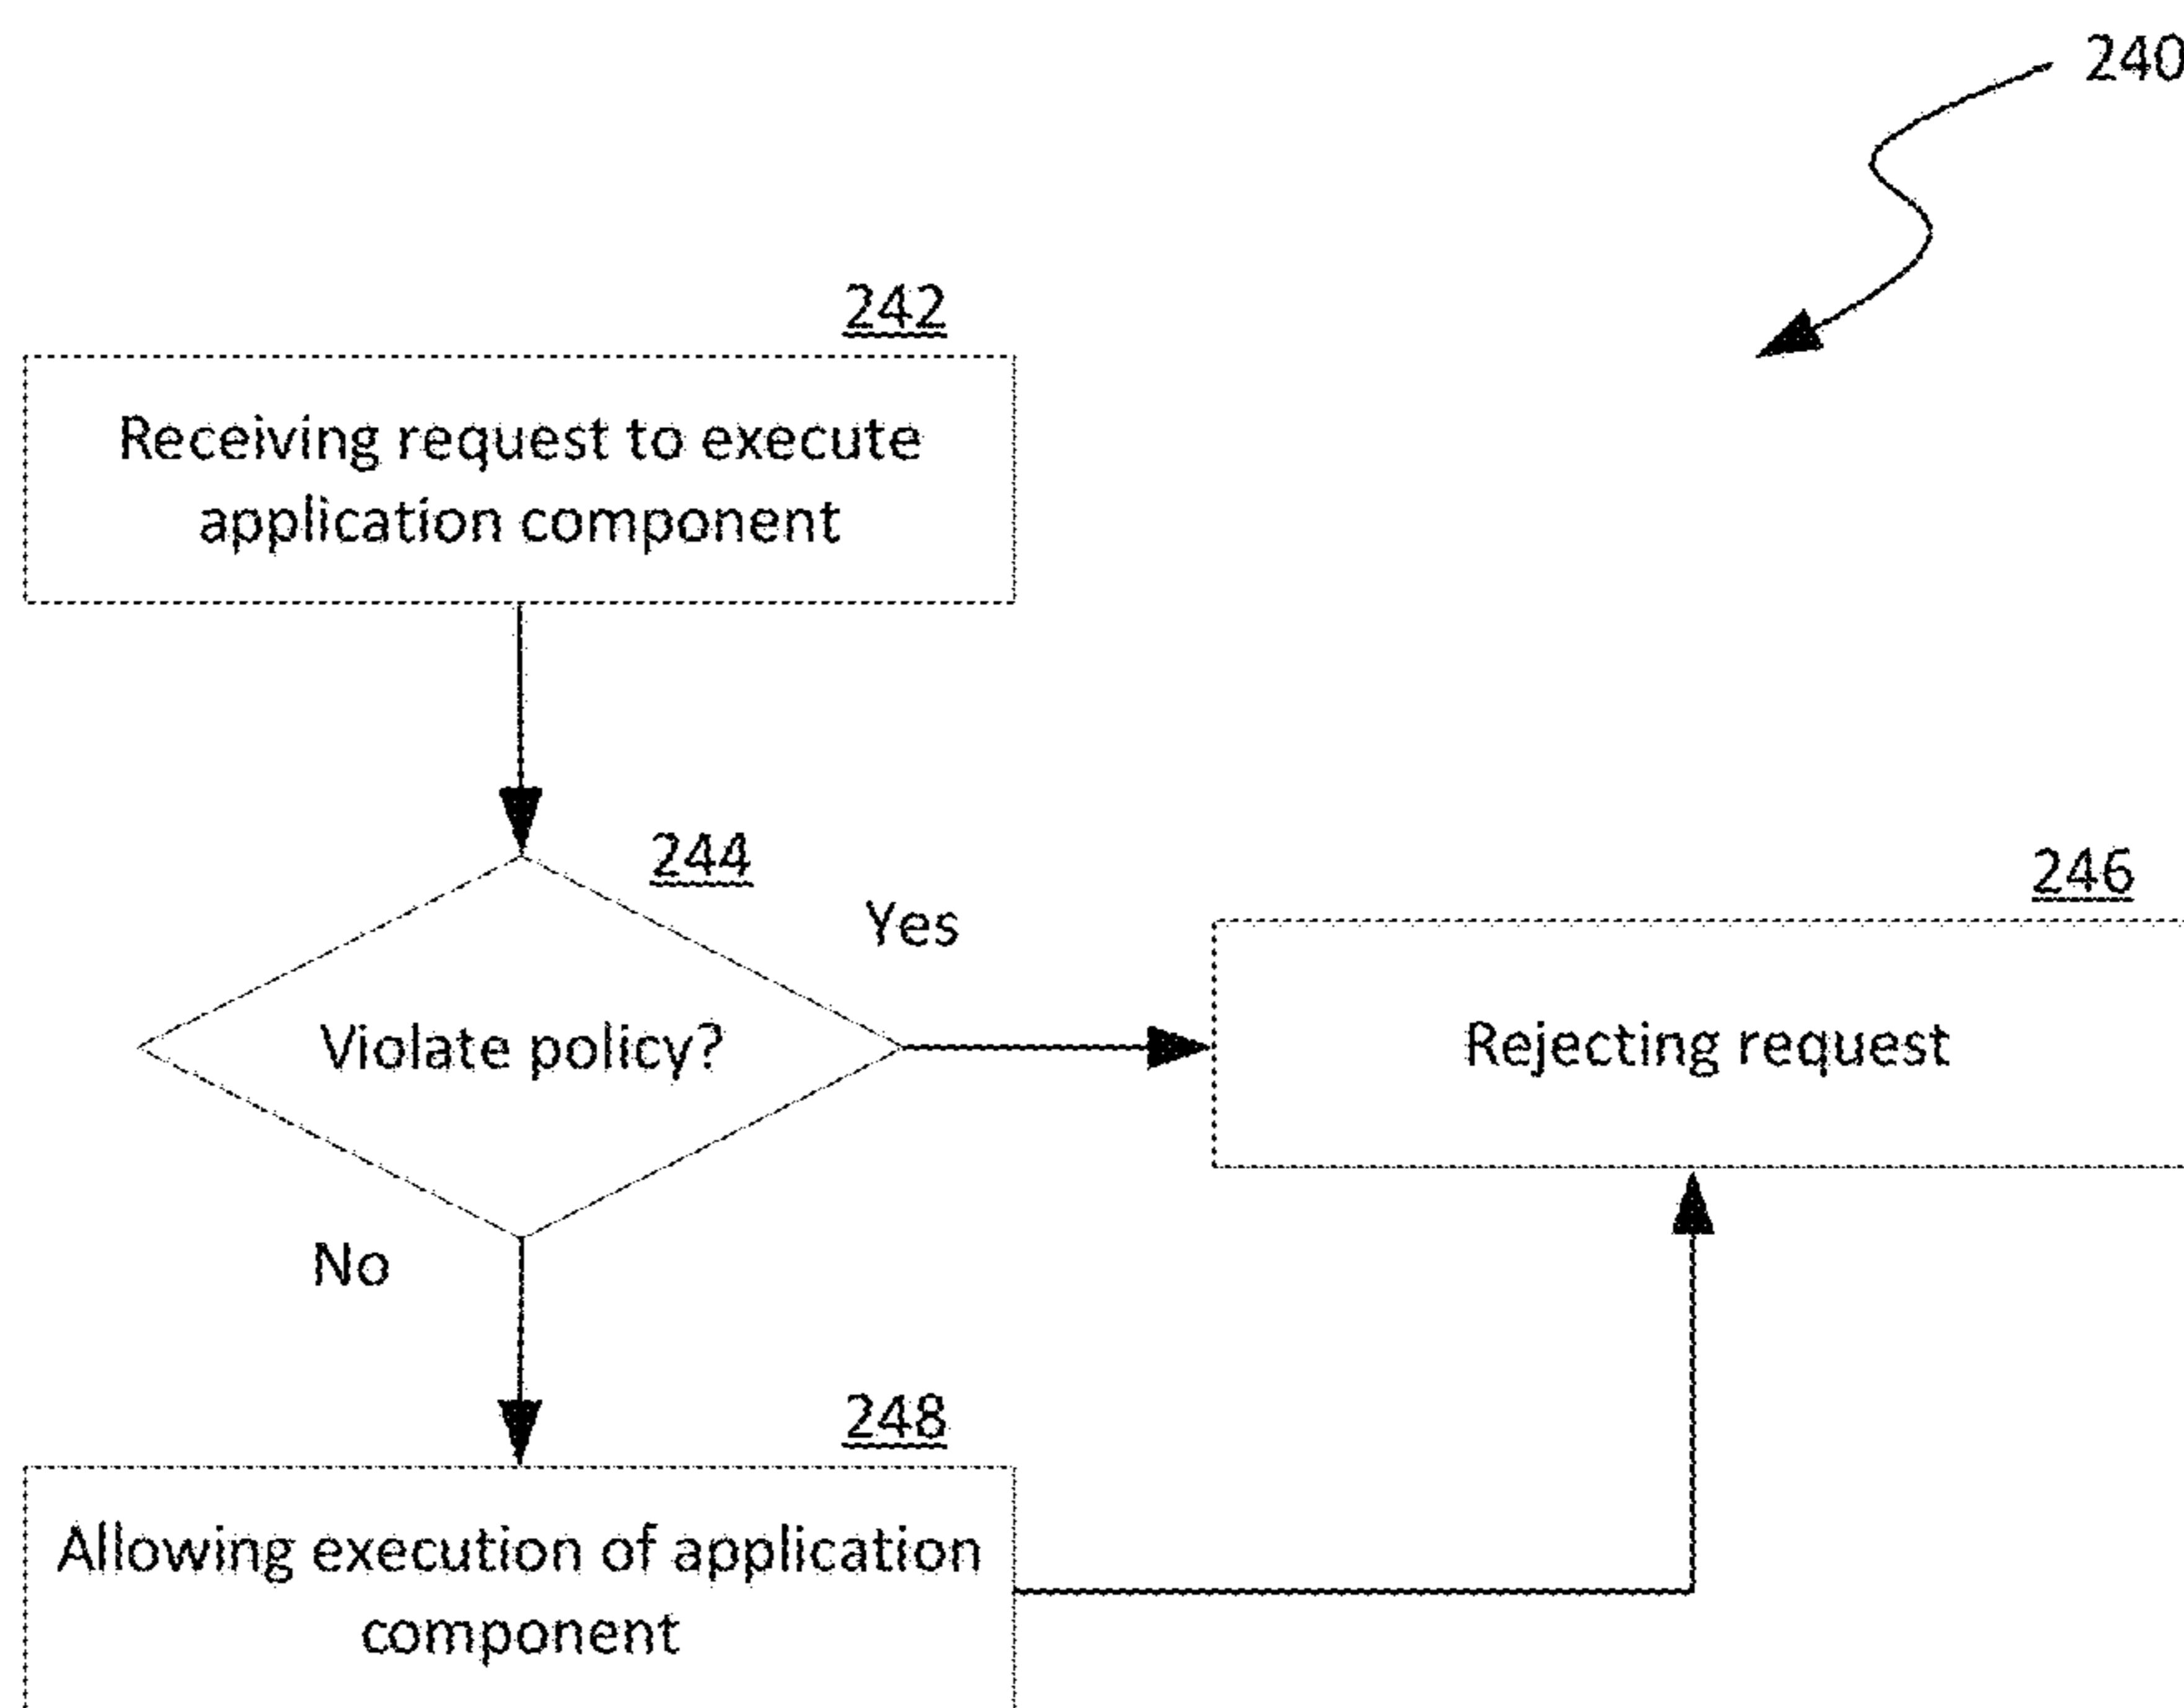 240
242
Receiving request to execute
application component
244
Yes
246
Violate policy?
Rejecting request
No
248
Allowing execution of application
component